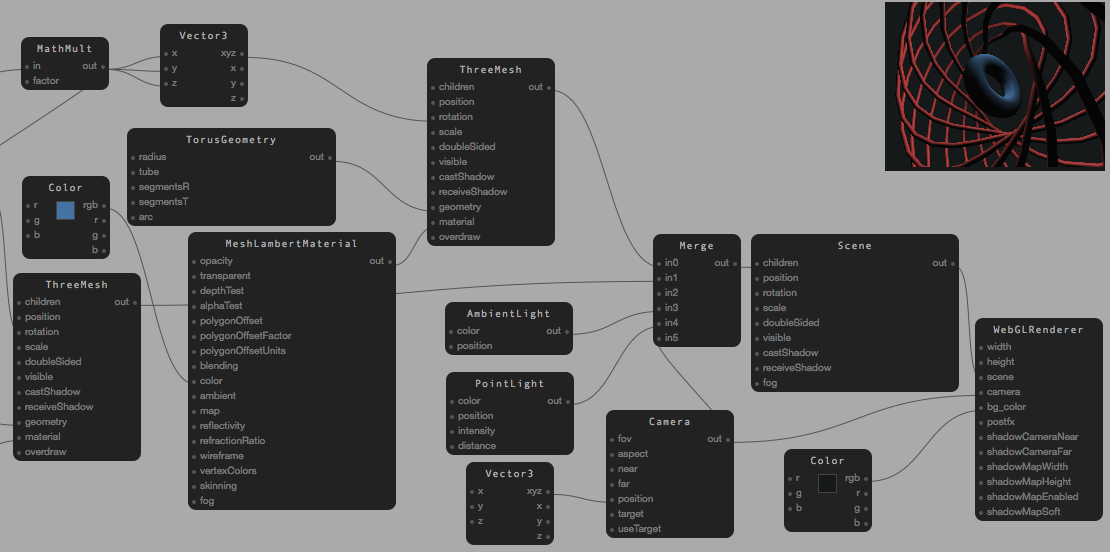 MathMult
in out
factor
Vector3
x xyz
y x
z y
z
ThreeMesh
children out
position
rotation
scale
doubleSided
visible
castShadow
receiveShadow
geometry
material
overdraw
TorusGeometry
radius out
tube
segmentsR
segmentsT
arc
Color
r rgb
g r
b g
b
MeshLambertMaterial
opacity out
transparent
depthTest
alphaTest
polygonOffset
polygonOffsetFactor
polygonOffsetUnits
blending
color
ambient
map
reflectivity
refractionRatio
wireframe
vertexColors
skinning
fog
ThreeMesh
children out
position
rotation
scale
doubleSided
visible
castShadow
receiveShadow
geometry
material
overdraw
Merge
in0 out
in1
in2
in3
in4
in5
Scene
children out
position
rotation
scale
doubleSided
visible
castShadow
receiveShadow
fog
AmbientLight
color out
position
PointLight
color out
position
intensity
distance
Vector3
x xyz
y x
z y
z
Camera
fov out
aspect
near
far
position
target
useTarget
Color
r rgb
g r
b g
b
WebGLRenderer
width
height
scene
camera
bg_color
postfx
shadowCameraNear
shadowCameraFar
shadowMapWidth
shadowMapHeight
shadowMapEnabled
shadowMapSoft